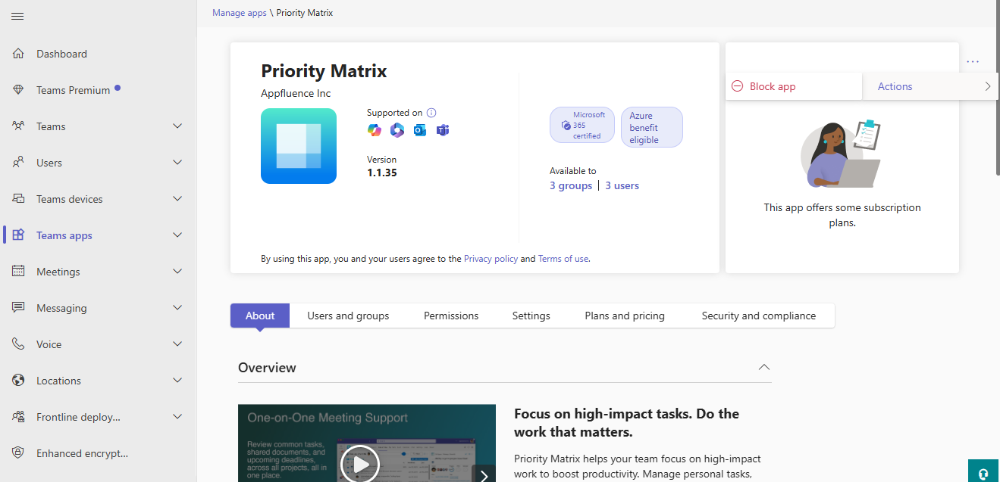 Manage apps \ Priority Matrix
Dashboard
Teams Premium
Teams
Users
Teams devices
Teams apps
Meetings
Messaging
Voice
Locations
Frontline deploy...
Enhanced encrypt...
Priority Matrix
Appfluence Inc
Supported on
Version
1.1.35
Microsoft
365
certified
Azure
benefit
eligible
Available to
3 groups | 3 users
By using this app, you and your users agree to the Privacy policy and Terms of use.
...
Block app
Actions
This app offers some subscription
plans.
About
Users and groups
Permissions
Settings
Plans and pricing
Security and compliance
Overview
One-on-One Meeting Support
Review common tasks,
shared documents, and
upcoming deadlines,
across all projects, all in
one place.
Focus on high-impact tasks. Do the
work that matters.
Priority Matrix helps your team focus on high-impact
work to boost productivity. Manage personal tasks,